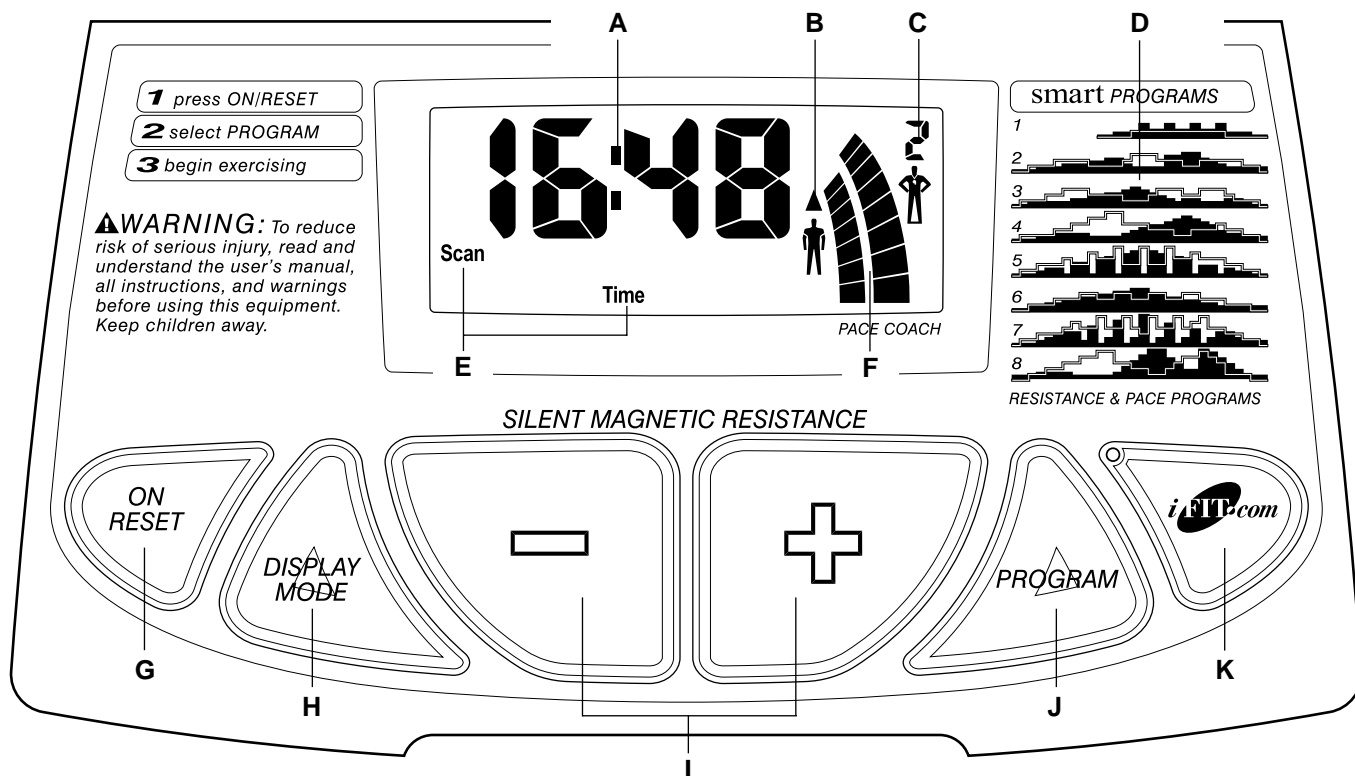 A B C D
1 press ON/RESET
2 select PROGRAM
3 begin exercising
WARNING: To reduce
risk of serious injury, read and
understand the user's manual,
all instructions, and warnings
before using this equipment.
Keep children away.
16:48
2
Scan
Time
PACE COACH
E F
smart PROGRAMS
1
2
3
4
5
6
7
8
RESISTANCE & PACE PROGRAMS
SILENT MAGNETIC RESISTANCE
ON
RESET
DISPLAY
MODE
PROGRAM
iFIT.com
G
H
I
J
K